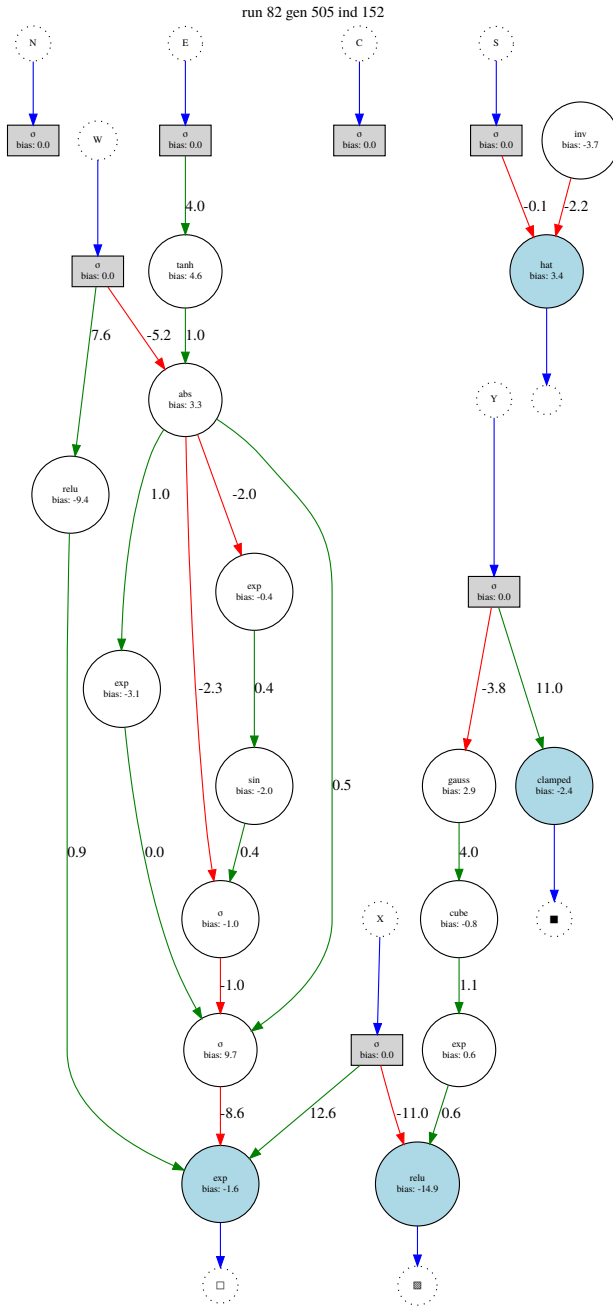 run 82 gen 505 ind 152
N
E
C
S
σ
bias: 0.0
W
σ
bias: 0.0
σ
bias: 0.0
σ
bias: 0.0
inv
bias: -3.7
4.0
-0.1
-2.2
σ
bias: 0.0
tanh
bias: 4.6
hat
bias: 3.4
7.6
-5.2
1.0
abs
bias: 3.3
Y
relu
bias: -9.4
1.0
-2.0
exp
bias: -0.4
σ
bias: 0.0
exp
bias: -3.1
-2.3
0.4
-3.8
11.0
sin
bias: -2.0
0.5
gauss
bias: 2.9
clamped
bias: -2.4
0.9
0.0
0.4
4.0
σ
bias: -1.0
X
cube
bias: -0.8
■
-1.0
1.1
σ
bias: 9.7
σ
bias: 0.0
exp
bias: 0.6
-8.6
12.6
-11.0
0.6
exp
bias: -1.6
relu
bias: -14.9
□
▨